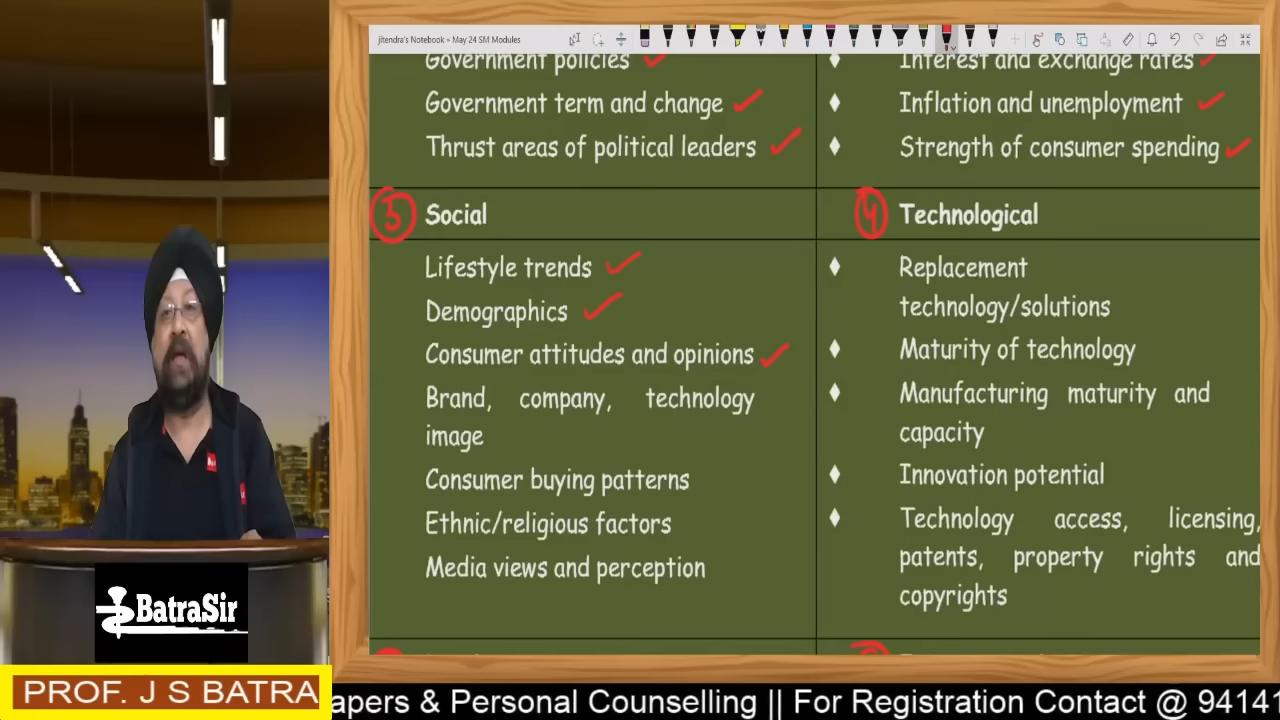 jitendra's Notebook » May 24 SM Modules
Government policies
Government term and change
Thrust areas of political leaders
Interest and exchange rates
Inflation and unemployment
Strength of consumer spending
3 Social
Lifestyle trends
Demographics
Consumer attitudes and opinions
Brand, company, technology
image
Consumer buying patterns
Ethnic/religious factors
Media views and perception
4 Technological
Replacement
technology/solutions
Maturity of technology
Manufacturing maturity and
capacity
Innovation potential
Technology access, licensing,
patents, property rights and
copyrights
BatraSir
PROF. J S BATRA
apers & Personal Counselling || For Registration Contact @ 94141